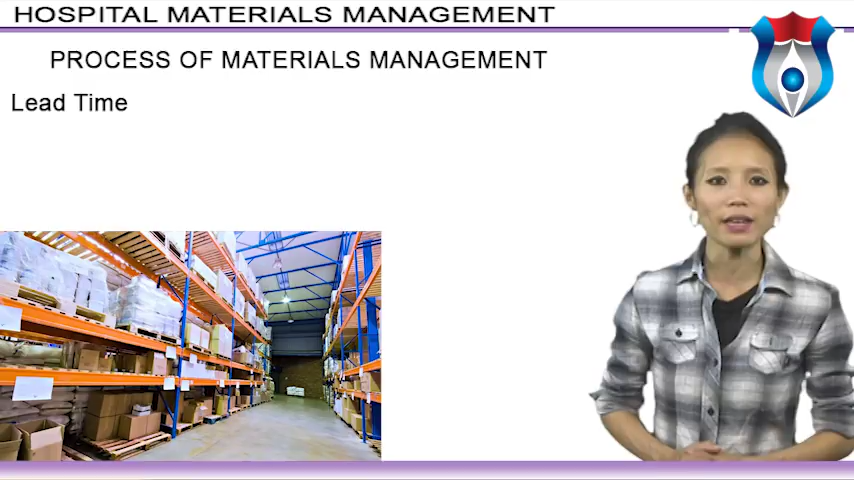 HOSPITAL MATERIALS MANAGEMENT
PROCESS OF MATERIALS MANAGEMENT
Lead Time